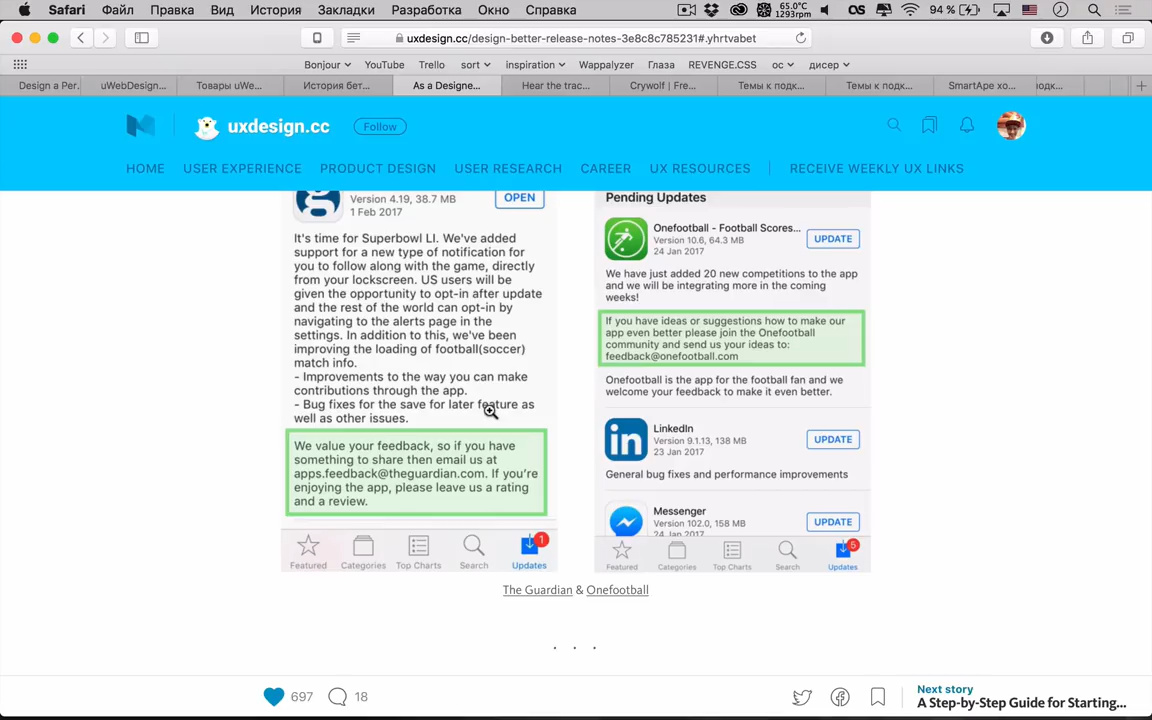 Safari Файл Правка Вид История Закладки Разработка Окно Справка 65.0°C 1293rpm 94 %
uxdesign.cc/design-better-release-notes-3e8c8c785231#.yhrtvabet
Bonjour YouTube Trello sort inspiration Wappalyzer Глаза REVENGE.CSS ос дисер
Design a Per... uWebDesign... Товары uWe... История бет... As a Designe... Hear the trac... Crywolf | Fre... Темы к подк... Темы к подк... SmartApe хо...
uxdesign.cc Follow
HOME USER EXPERIENCE PRODUCT DESIGN USER RESEARCH CAREER UX RESOURCES RECEIVE WEEKLY UX LINKS
Version 4.19, 38.7 MB
1 Feb 2017
OPEN
It's time for Superbowl LI. We've added
support for a new type of notification for
you to follow along with the game, directly
from your lockscreen. US users will be
given the opportunity to opt-in after update
and the rest of the world can opt-in by
navigating to the alerts page in the
settings. In addition to this, we've been
improving the loading of football(soccer)
match info.
- Improvements to the way you can make
contributions through the app.
- Bug fixes for the save for later feature as
well as other issues.
We value your feedback, so if you have
something to share then email us at
apps.feedback@theguardian.com. If you're
enjoying the app, please leave us a rating
and a review.
Featured Categories Top Charts Search Updates 1
Pending Updates
Onefootball - Football Scores...
Version 10.6, 64.3 MB
24 Jan 2017
UPDATE
We have just added 20 new competitions to the app
and we will be integrating more in the coming
weeks!
If you have ideas or suggestions how to make our
app even better please join the Onefootball
community and send us your ideas to:
feedback@onefootball.com
Onefootball is the app for the football fan and we
welcome your feedback to make it even better.
LinkedIn
Version 9.1.13, 138 MB
23 Jan 2017
UPDATE
General bug fixes and performance improvements
Messenger
Version 102.0, 158 MB
24 Jan 2017
UPDATE
Featured Categories Top Charts Search Updates 5
The Guardian & Onefootball
. . .
697 18
Next story
A Step-by-Step Guide for Starting...